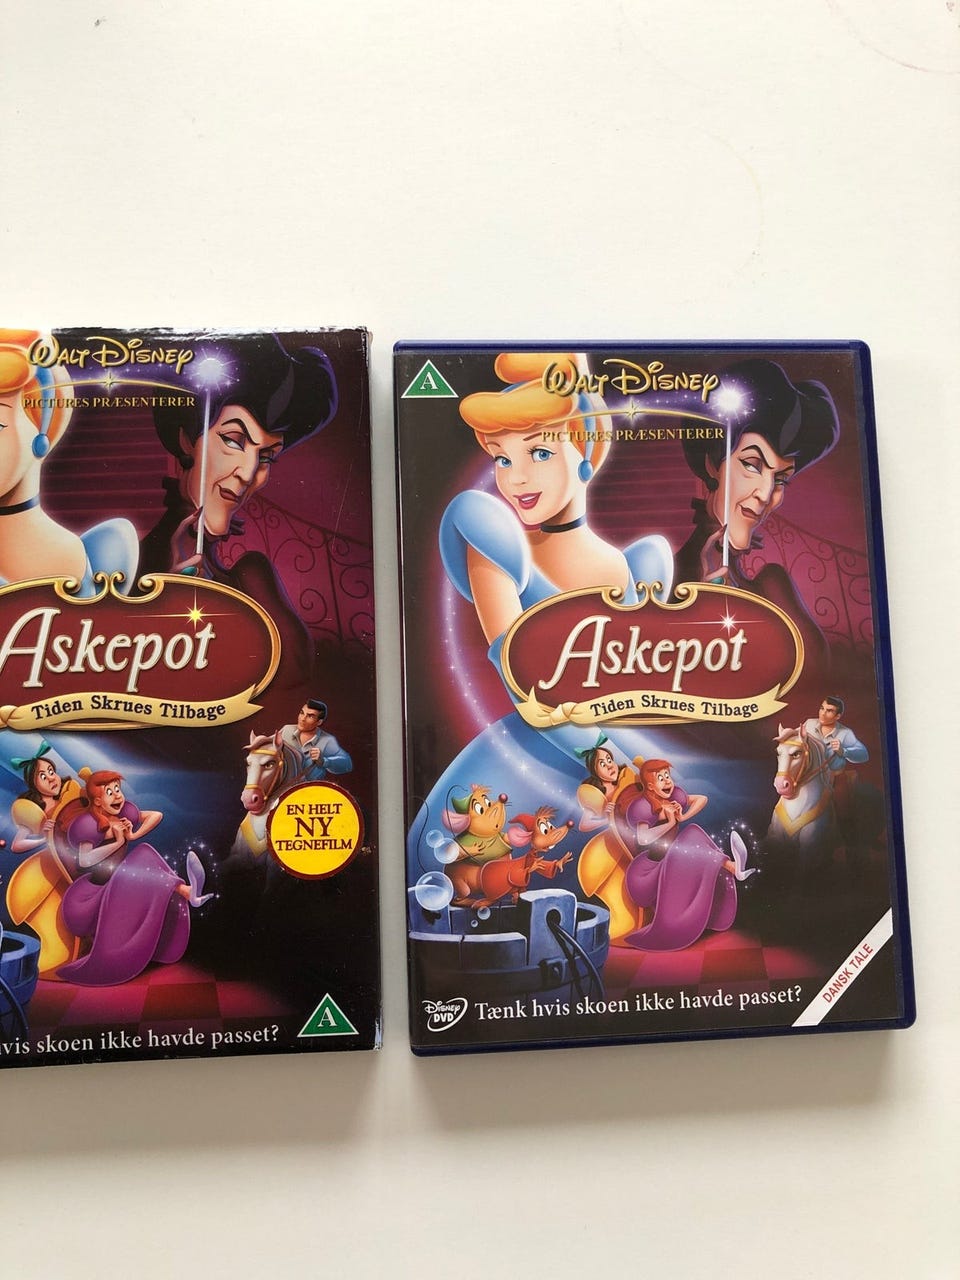 WALT DISNEY
PICTURES PRÆSENTERER
Askepot
Tiden Skrues Tilbage
EN HELT
NY
TEGNEFILM
skoen ikke havde passet?
A
A
WALT DISNEY
PICTURES PRÆSENTERER
Askepot
Tiden Skrues Tilbage
DISNEY
DVD
Tænk hvis skoen ikke havde passet?
DANSK TALE